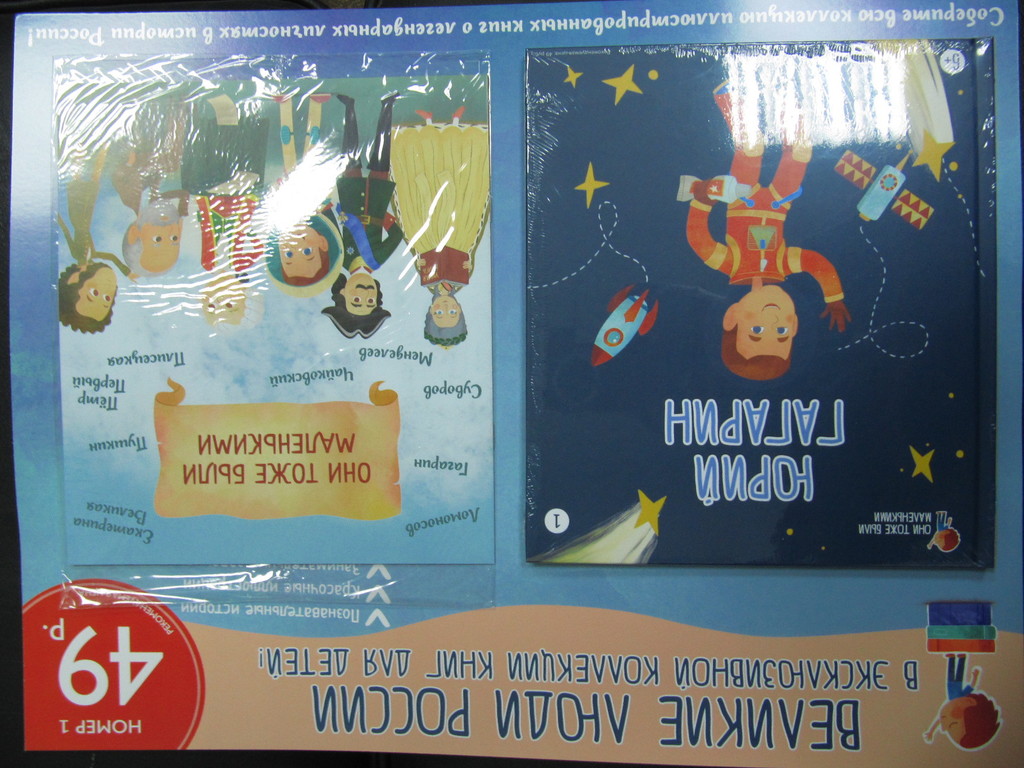 ВЕЛИКИЕ ЛЮДИ РОССИИ
В ЭКСКЛЮЗИВНОЙ КОЛЛЕКЦИИ КНИГ ДЛЯ ДЕТЕЙ!
НОМЕР 1
49 р.
Познавательные истории
Красочные иллюстрации
ОНИ ТОЖЕ БЫЛИ
МАЛЕНЬКИМИ
1
ЮРИЙ
ГАГАРИН
5+
Ломоносов
Екатерина
Великая
Гагарин
ОНИ ТОЖЕ БЫЛИ
МАЛЕНЬКИМИ
Пушкин
Суворов
Чайковский
Пётр
Первый
Менделеев
Плисецкая
Соберите всю коллекцию иллюстрированных книг о легендарных личностях в истории России!